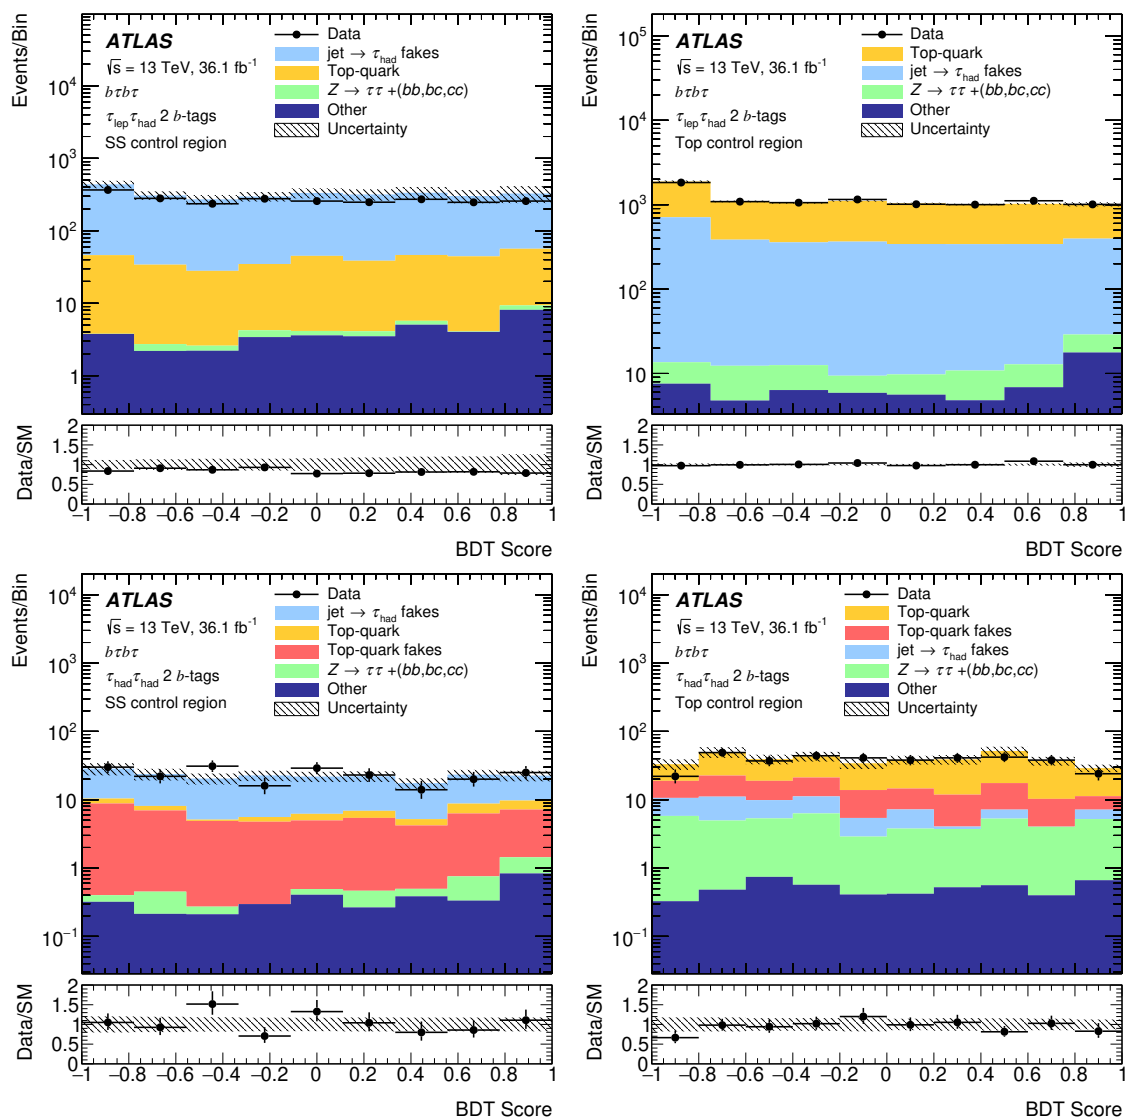 Events/Bin
10⁴
10³
10²
10
1
ATLAS
√s = 13 TeV, 36.1 fb⁻¹
bτbτ
τ_lep τ_had 2 b-tags
SS control region
Data
jet → τ_had fakes
Top-quark
Z → ττ +(bb,bc,cc)
Other
Uncertainty
Data/SM
2
1.5
1
0.5
0
−1 −0.8 −0.6 −0.4 −0.2 0 0.2 0.4 0.6 0.8 1
BDT Score
Events/Bin
10⁵
10⁴
10³
10²
10
ATLAS
√s = 13 TeV, 36.1 fb⁻¹
bτbτ
τ_lep τ_had 2 b-tags
Top control region
Data
Top-quark
jet → τ_had fakes
Z → ττ +(bb,bc,cc)
Other
Uncertainty
Data/SM
2
1.5
1
0.5
0
−1 −0.8 −0.6 −0.4 −0.2 0 0.2 0.4 0.6 0.8 1
BDT Score
Events/Bin
10⁴
10³
10²
10
1
10⁻¹
ATLAS
√s = 13 TeV, 36.1 fb⁻¹
bτbτ
τ_had τ_had 2 b-tags
SS control region
Data
jet → τ_had fakes
Top-quark
Top-quark fakes
Z → ττ +(bb,bc,cc)
Other
Uncertainty
Data/SM
2
1.5
1
0.5
0
−1 −0.8 −0.6 −0.4 −0.2 0 0.2 0.4 0.6 0.8 1
BDT Score
Events/Bin
10⁴
10³
10²
10
1
10⁻¹
ATLAS
√s = 13 TeV, 36.1 fb⁻¹
bτbτ
τ_had τ_had 2 b-tags
Top control region
Data
Top-quark
Top-quark fakes
jet → τ_had fakes
Z → ττ +(bb,bc,cc)
Other
Uncertainty
Data/SM
2
1.5
1
0.5
0
−1 −0.8 −0.6 −0.4 −0.2 0 0.2 0.4 0.6 0.8 1
BDT Score